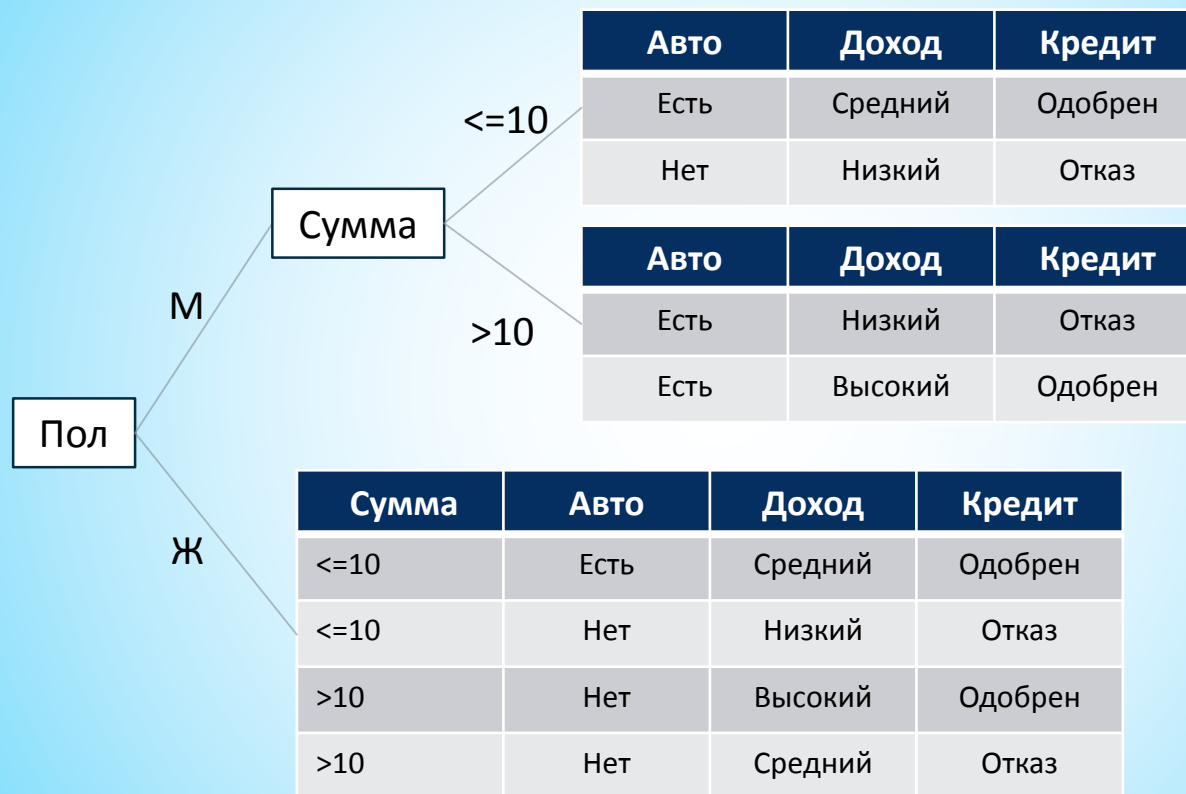 Авто Доход Кредит
Есть Средний Одобрен
Нет Низкий Отказ
<=10
Сумма
Авто Доход Кредит
Есть Низкий Отказ
Есть Высокий Одобрен
>10
М
Пол
Ж
Сумма Авто Доход Кредит
<=10 Есть Средний Одобрен
<=10 Нет Низкий Отказ
>10 Нет Высокий Одобрен
>10 Нет Средний Отказ